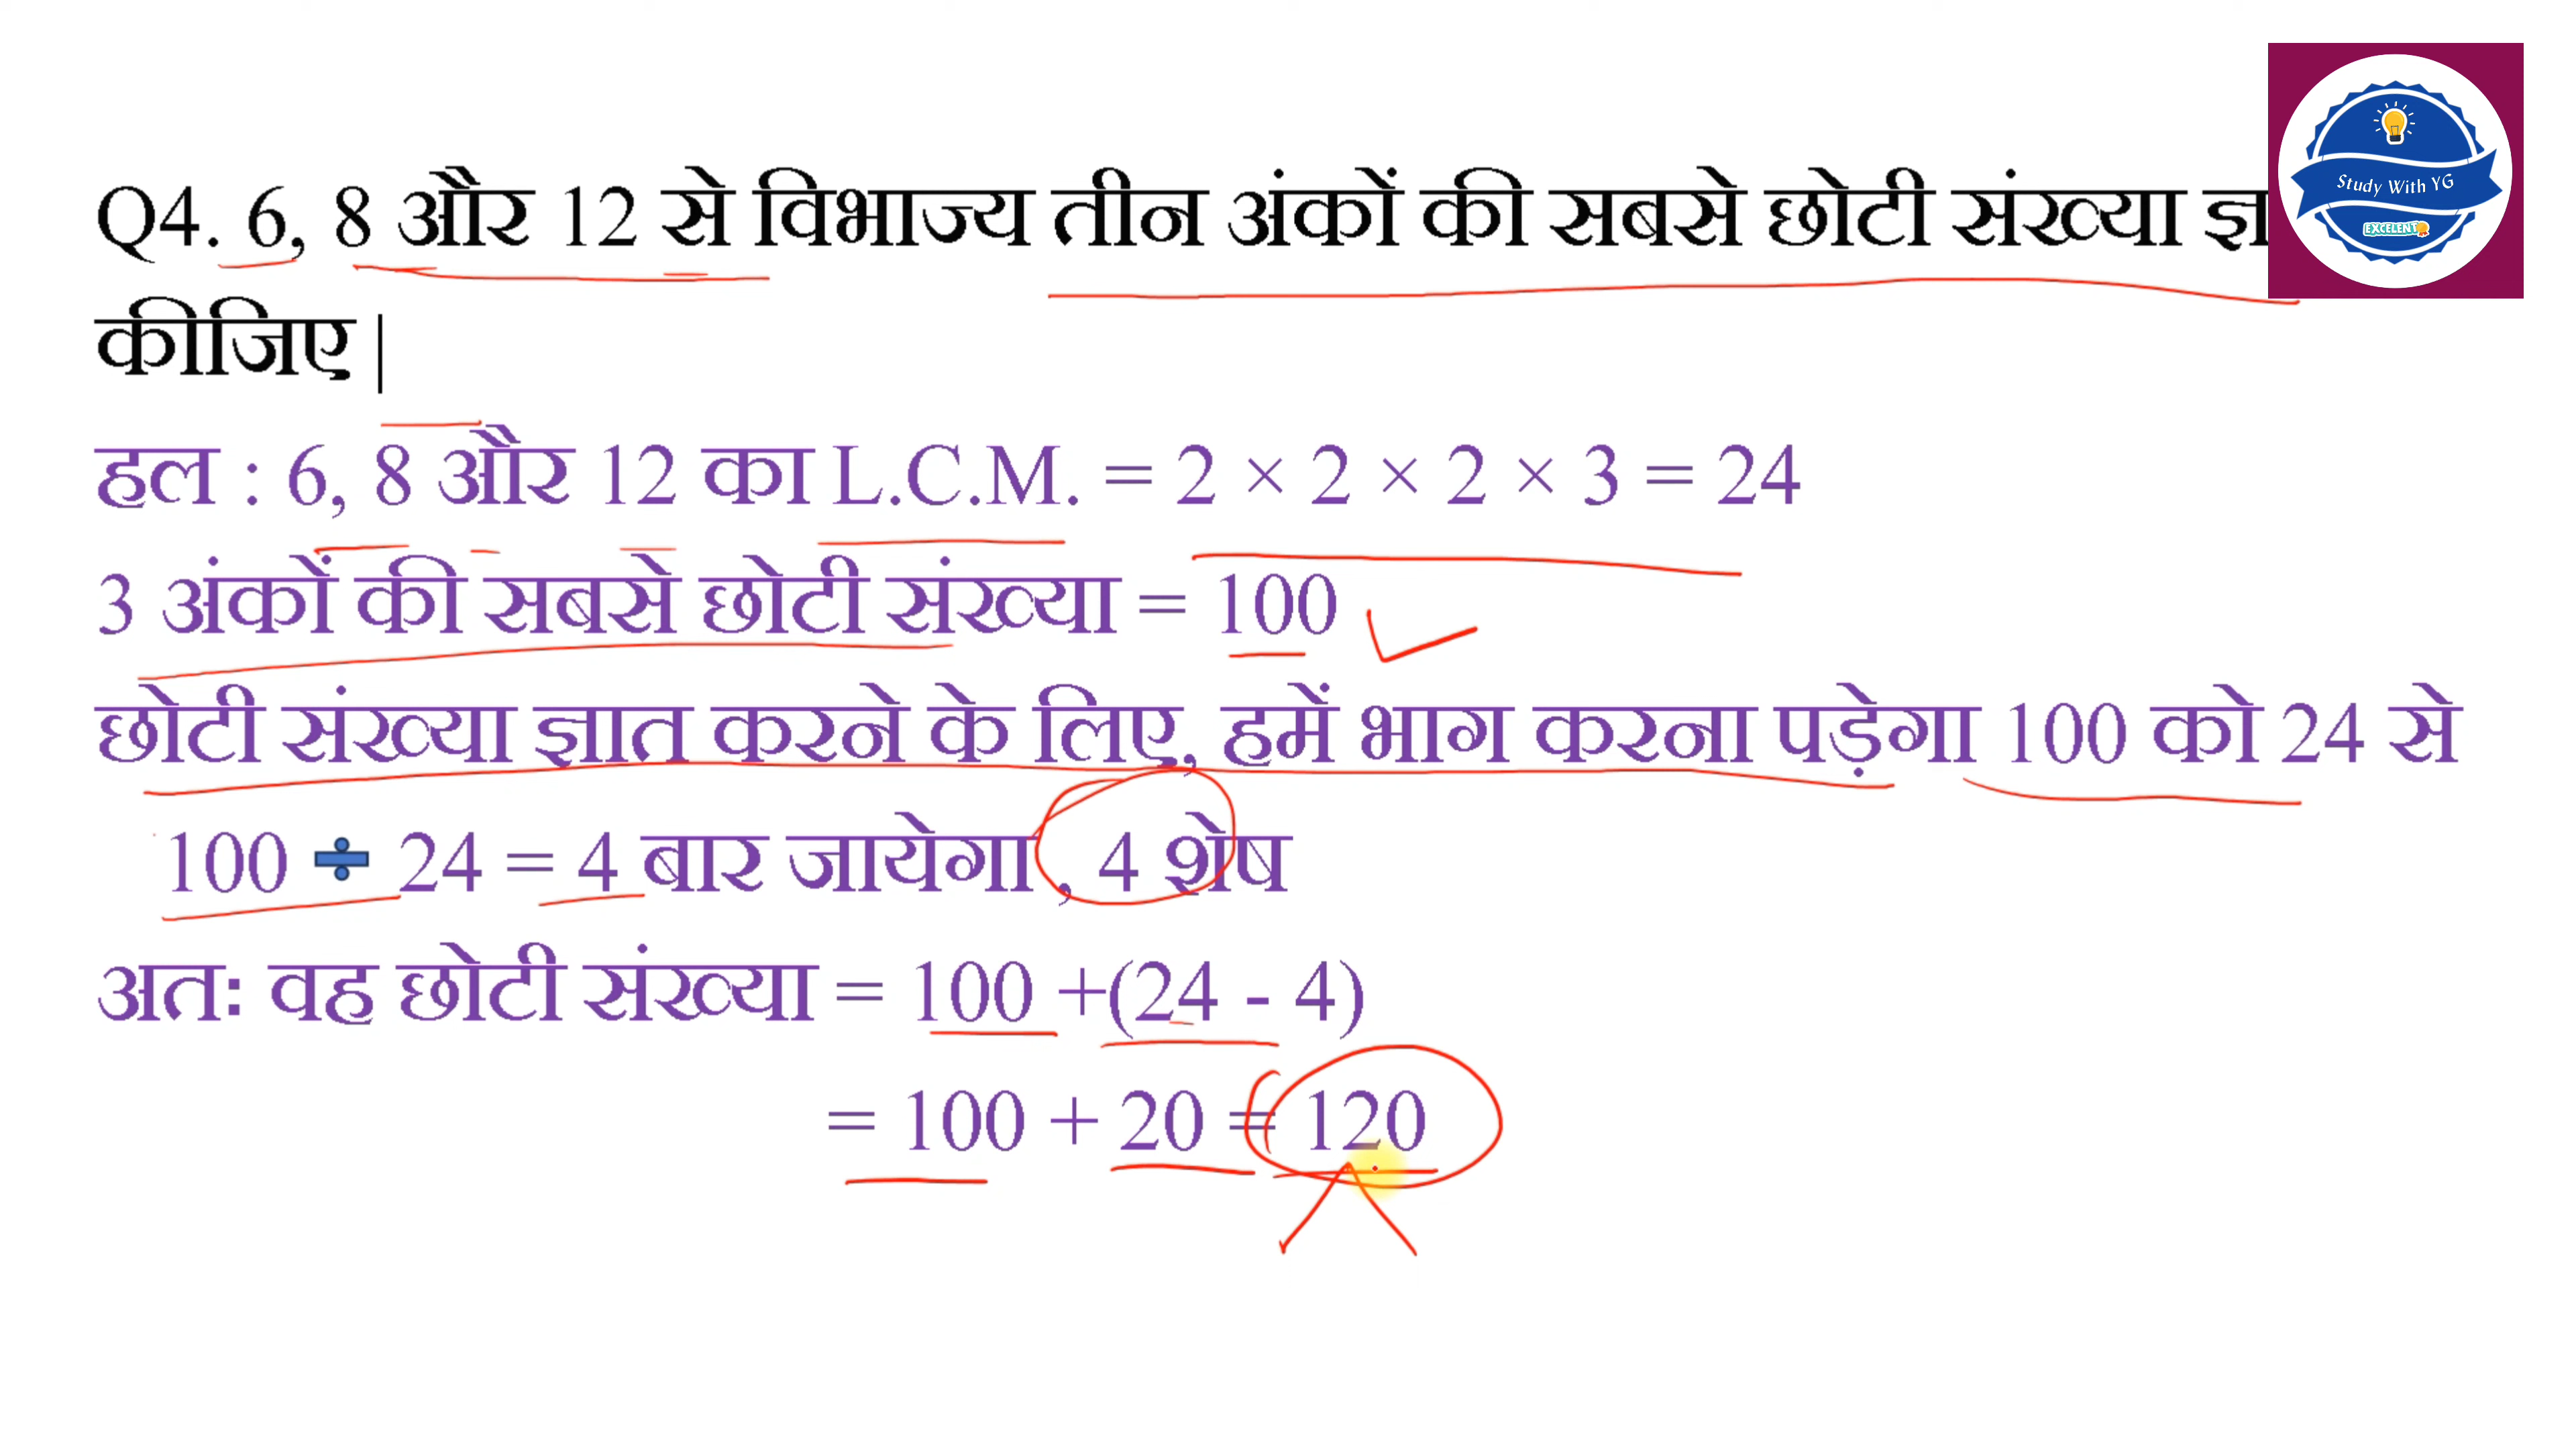 Q4. 6, 8 और 12 से विभाज्य तीन अंकों की सबसे छोटी संख्या
कीजिए |
हल : 6, 8 और 12 का L.C.M. = 2 × 2 × 2 × 3 = 24
3 अंकों की सबसे छोटी संख्या = 100
छोटी संख्या ज्ञात करने के लिए, हमें भाग करना पड़ेगा 100 को 24 से
100 ÷ 24 = 4 बार जायेगा , 4 शेष
अतः वह छोटी संख्या = 100 +(24 - 4)
= 100 + 20 = 120
Study With YG
EXCELENT